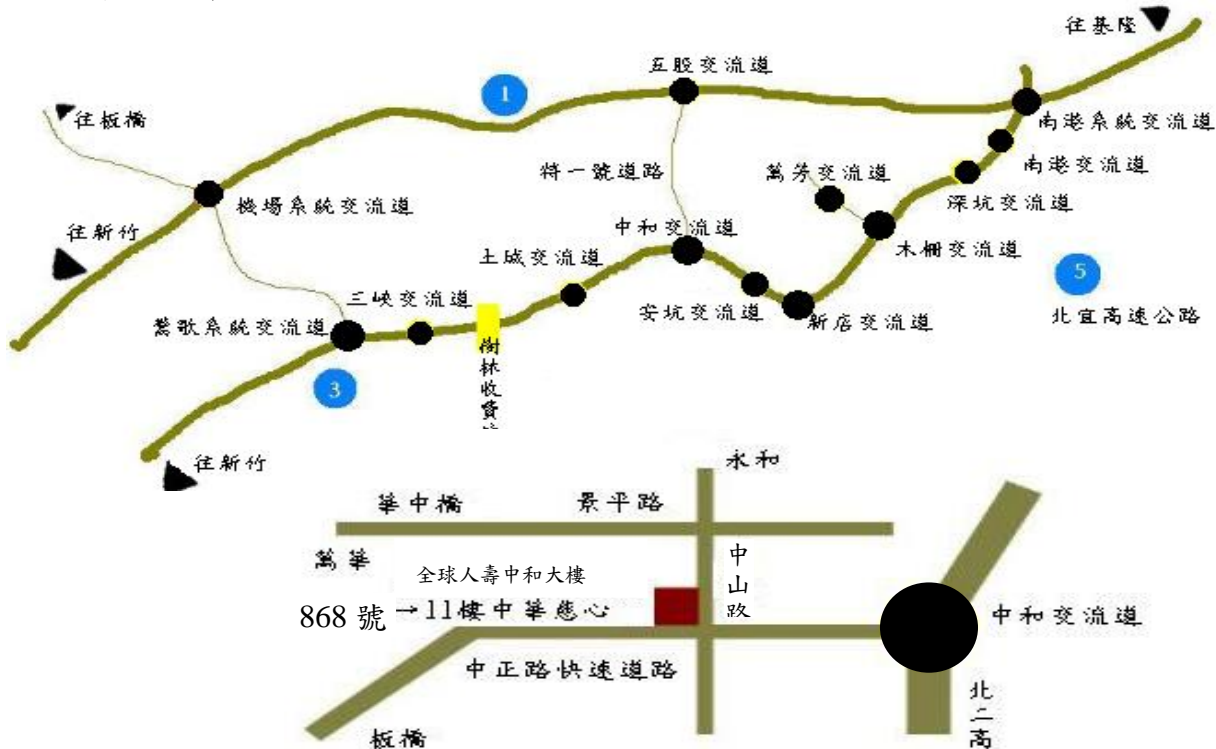 往基隆
五股交流道
1
往板橋
南港系統交流道
南港交流道
特一號道路
萬芳交流道
深坑交流道
機場系統交流道
往新竹
中和交流道
木柵交流道
土城交流道
5
三峽交流道
安坑交流道
新店交流道
北宜高速公路
鶯歌系統交流道
樹林收費
3
往新竹
永和
華中橋
景平路
萬華
中山路
全球人壽中和大樓
868 號 → 11樓中華慈心
中和交流道
中正路快速道路
北二高
板橋